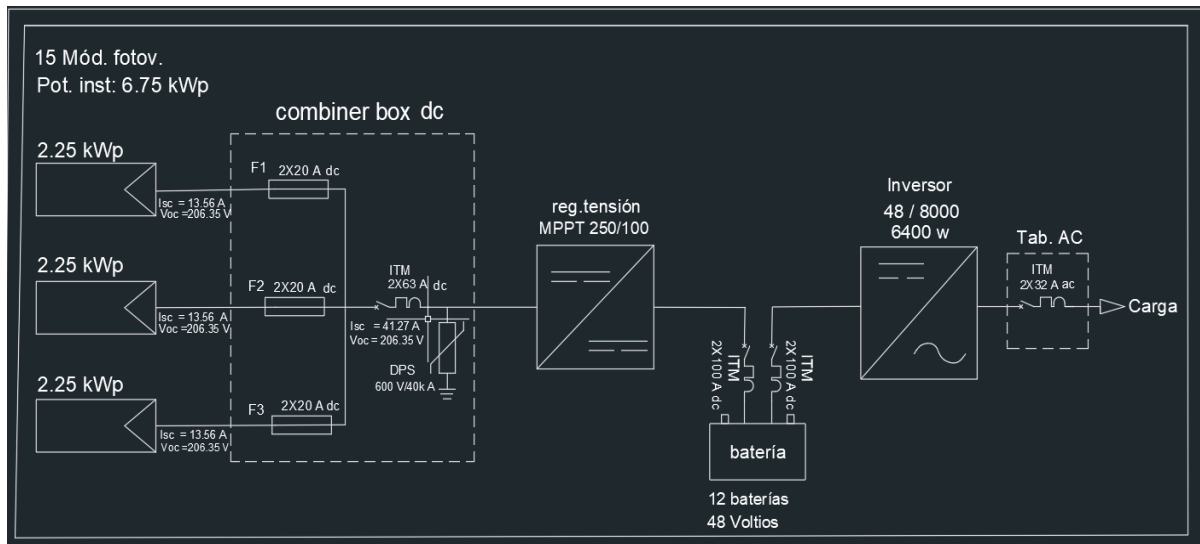 15 Mód. fotov.
Pot. inst: 6.75 kWp
combiner box dc
2.25 kWp
Isc = 13.56 A
Voc =206.35 V
F1 2X20 A dc
2.25 kWp
Isc = 13.56 A
Voc =206.35 V
F2 2X20 A dc
2.25 kWp
Isc = 13.56 A
Voc =206.35 V
F3 2X20 A dc
ITM
2X63 A dc
Isc = 41.27 A
Voc = 206.35 V
DPS
600 V/40k A
reg.tensión
MPPT 250/100
ITM
2X100 A dc
ITM
2X100 A dc
batería
12 baterías
48 Voltios
Inversor
48 / 8000
6400 w
Tab. AC
ITM
2X32 A ac
Carga